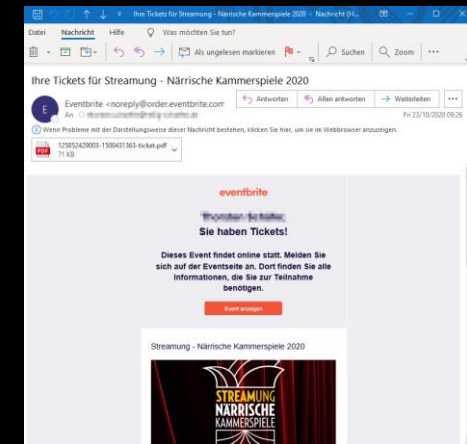 Ihre Tickets für Streamung - Närrische Kammerspiele 2020 - Nachricht (H...
Datei Nachricht Hilfe Was möchten Sie tun?
Als ungelesen markieren Suchen Zoom ...
Ihre Tickets für Streamung - Närrische Kammerspiele 2020
E
Eventbrite <noreply@order.eventbrite.com
Antworten Allen antworten Weiterleiten ...
An
Fri 23/10/2020 09:26
Wenn Probleme mit der Darstellungsweise dieser Nachricht bestehen, klicken Sie hier, um sie im Webbrowser anzuzeigen.
PDF
125852429003-1500431363-ticket.pdf
71 KB
eventbrite
Sie haben Tickets!
Dieses Event findet online statt. Melden Sie
sich auf der Eventseite an. Dort finden Sie alle
Informationen, die Sie zur Teilnahme
benötigen.
Event anzeigen
Streamung - Närrische Kammerspiele 2020
STREAMUNG
NÄRRISCHE
KAMMERSPIELE